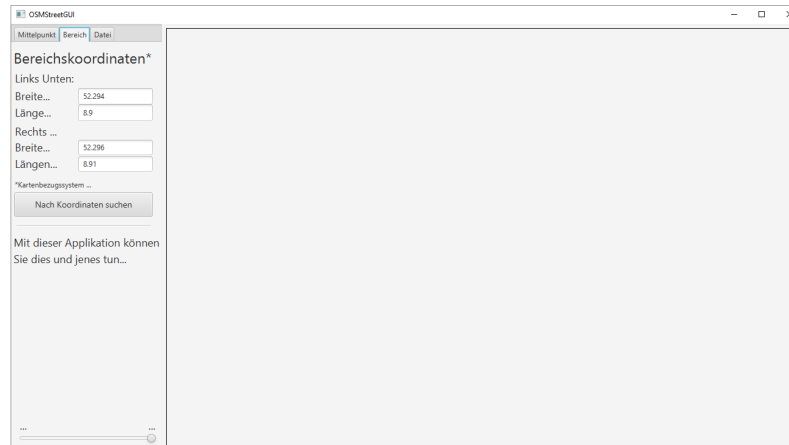 OSMStreetGUI
Mittelpunkt Bereich Datei
Bereichskoordinaten*
Links Unten:
Breite... 52.294
Länge... 8.9
Rechts ...
Breite... 52.296
Längen... 8.91
*Kartenbezugssystem ...
Nach Koordinaten suchen
Mit dieser Applikation können
Sie dies und jenes tun...
... ...